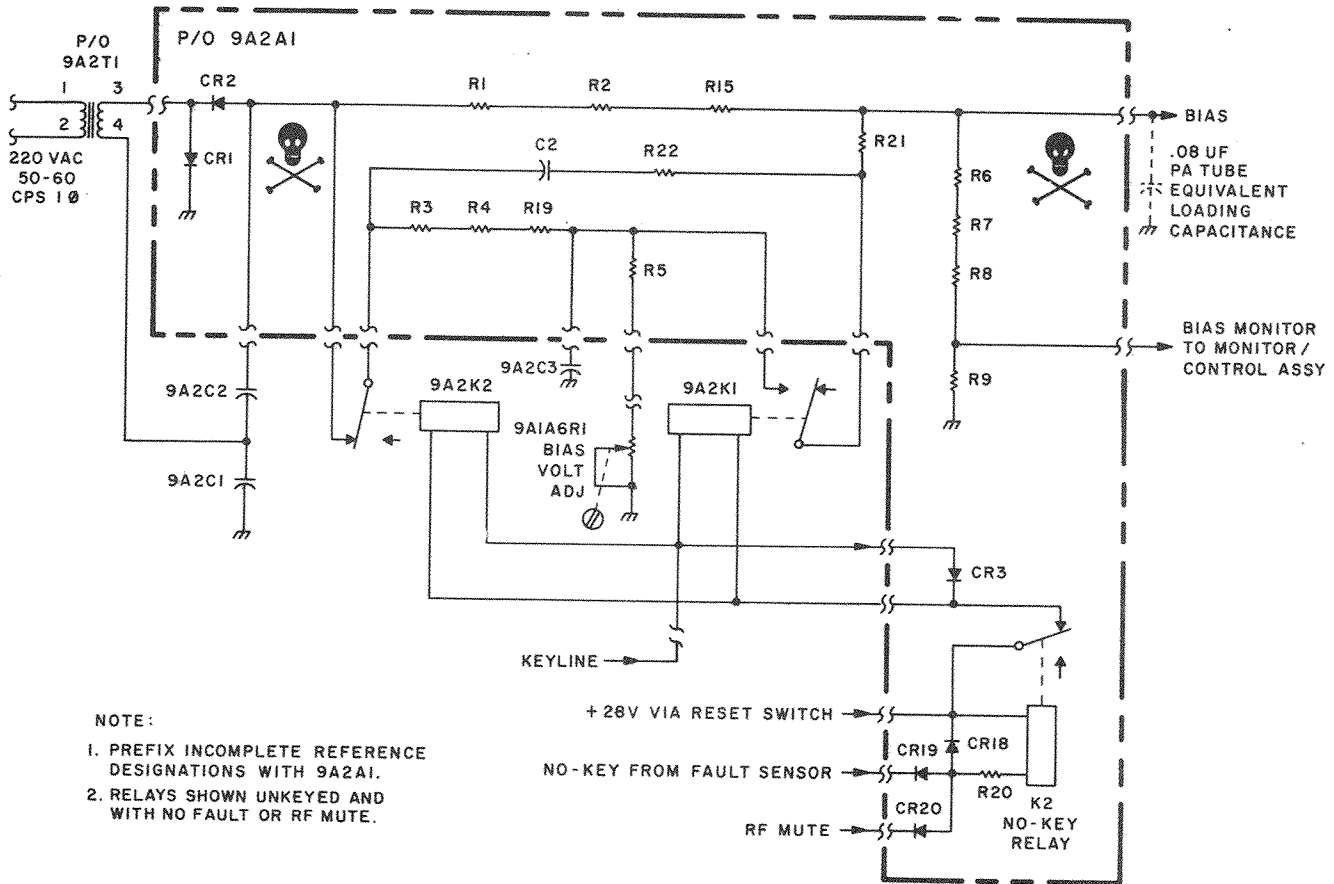 P/O
9A2T1
1 3
2 4
220 VAC
50-60
CPS 1Ø
P/O 9A2A1
CR2
CR1
R1
R2
R15
R21
C2
R22
R3
R4
R19
R5
R6
R7
R8
R9
BIAS
.08 UF
PA TUBE
EQUIVALENT
LOADING
CAPACITANCE
BIAS MONITOR
TO MONITOR/
CONTROL ASSY
9A2C2
9A2C1
9A2K2
9A2C3
9A1A6R1
BIAS
VOLT
ADJ
9A2K1
CR3
KEYLINE
+28V VIA RESET SWITCH
CR19
CR18
NO-KEY FROM FAULT SENSOR
R20
CR20
RF MUTE
K2
NO-KEY
RELAY
NOTE:
1. PREFIX INCOMPLETE REFERENCE
DESIGNATIONS WITH 9A2A1.
2. RELAYS SHOWN UNKEYED AND
WITH NO FAULT OR RF MUTE.